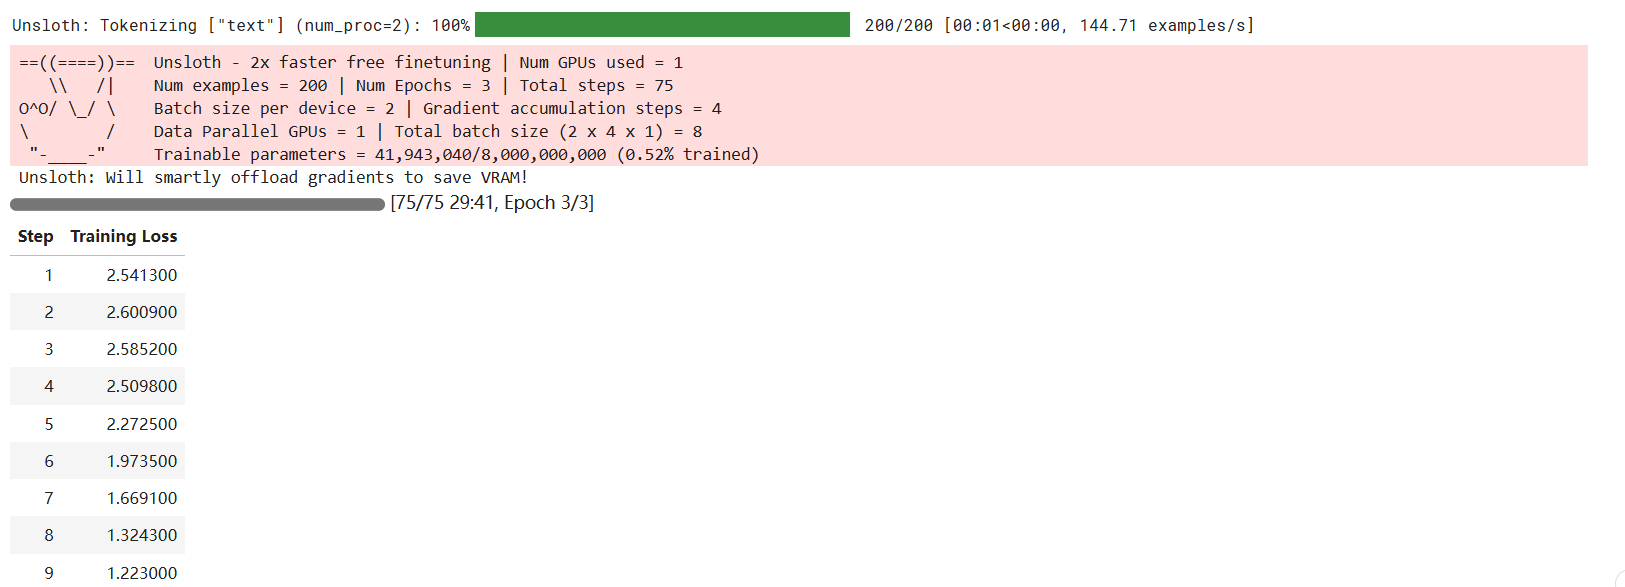 Unsloth: Tokenizing ["text"] (num_proc=2): 100% 200/200 [00:01<00:00, 144.71 examples/s]
==((====))==  Unsloth - 2x faster free finetuning | Num GPUs used = 1
   \\   /|    Num examples = 200 | Num Epochs = 3 | Total steps = 75
O^O/ \_/ \    Batch size per device = 2 | Gradient accumulation steps = 4
\        /    Data Parallel GPUs = 1 | Total batch size (2 x 4 x 1) = 8
 "-____-"     Trainable parameters = 41,943,040/8,000,000,000 (0.52% trained)
Unsloth: Will smartly offload gradients to save VRAM!
[75/75 29:41, Epoch 3/3]
Step Training Loss
1 2.541300
2 2.600900
3 2.585200
4 2.509800
5 2.272500
6 1.973500
7 1.669100
8 1.324300
9 1.223000